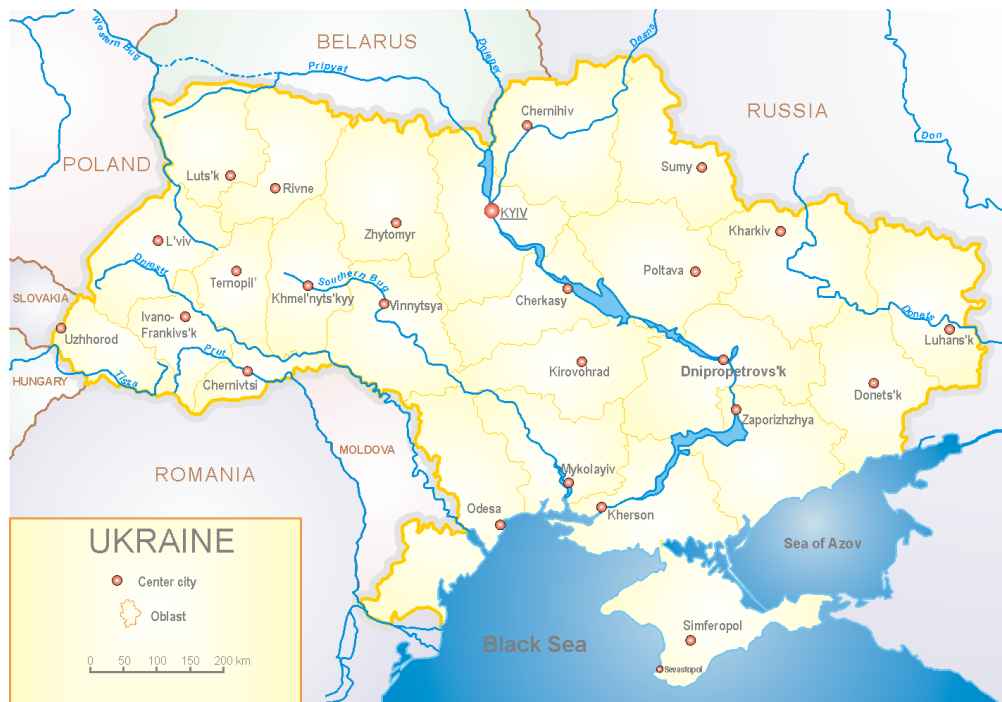 BELARUS
Western Bug
Pripyat
Dnieper
Desna
RUSSIA
Don
Chernihiv
POLAND
Luts'k
Rivne
Sumy
KYIV
Zhytomyr
Kharkiv
L'viv
Dniestr
Ternopil'
Khmel'nyts'kyy
Southern Bug
Vinnytsya
Cherkasy
Poltava
SLOVAKIA
Ivano-
Frankivs'k
Uzhhorod
Donets
Luhans'k
Prut
Chernivtsi
HUNGARY
Tisza
Kirovohrad
Dnipropetrovs'k
Donets'k
Zaporizhzhya
MOLDOVA
ROMANIA
Mykolayiv
Odesa
Kherson
Sea of Azov
UKRAINE
Center city
Oblast
0 50 100 150 200 km
Black Sea
Simferopol
Sevastopol